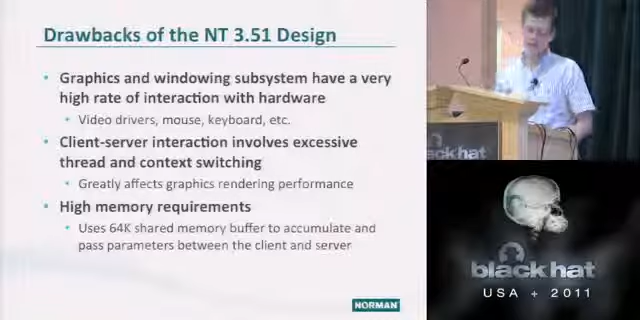 Drawbacks of the NT 3.51 Design
• Graphics and windowing subsystem have a very
high rate of interaction with hardware
• Video drivers, mouse, keyboard, etc.
• Client-server interaction involves excessive
thread and context switching
• Greatly affects graphics rendering performance
• High memory requirements
• Uses 64K shared memory buffer to accumulate and
pass parameters between the client and server
NORMAN
black hat
black hat
USA + 2011